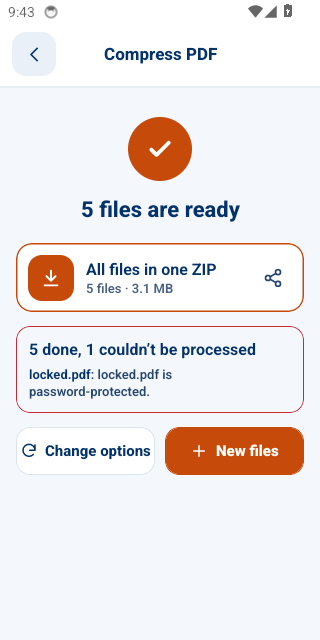 9:43
Compress PDF
5 files are ready
All files in one ZIP
5 files · 3.1 MB
5 done, 1 couldn’t be processed
locked.pdf: locked.pdf is
password-protected.
Change options
New files